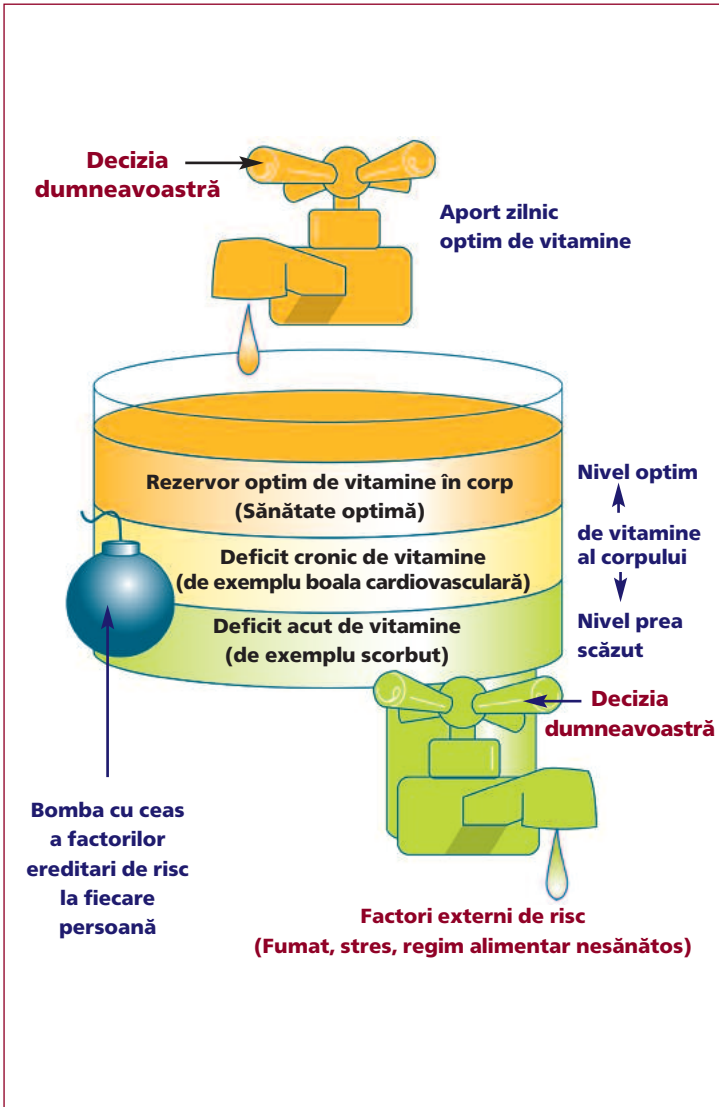 Decizia
dumneavoastră
Aport zilnic
optim de vitamine
Rezervor optim de vitamine în corp
(Sănătate optimă)
Deficit cronic de vitamine
(de exemplu boala cardiovasculară)
Deficit acut de vitamine
(de exemplu scorbut)
Nivel optim
de vitamine
al corpului
Nivel prea
scăzut
Decizia
dumneavoastră
Bomba cu ceas
a factorilor
ereditari de risc
la fiecare
persoană
Factori externi de risc
(Fumat, stres, regim alimentar nesănătos)